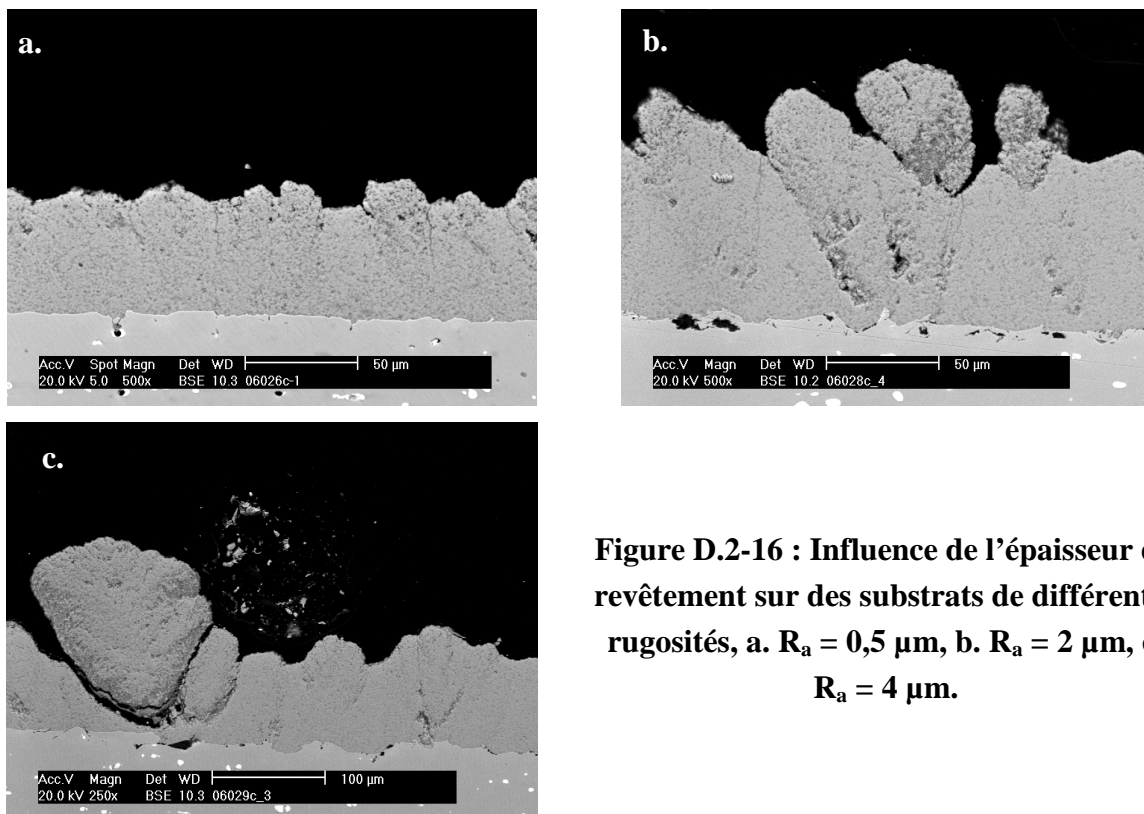 a.
Acc.V Spot Magn Det WD 50 µm
20.0 kV 5.0 500x BSE 10.3 06026c-1
b.
Acc.V Magn Det WD 50 µm
20.0 kV 500x BSE 10.2 06028c_4
c.
Acc.V Magn Det WD 100 µm
20.0 kV 250x BSE 10.3 06029c_3
Figure D.2-16 : Influence de l’épaisseur
revêtement sur des substrats de différent
rugosités, a. Ra = 0,5 µm, b. Ra = 2 µm,
Ra = 4 µm.